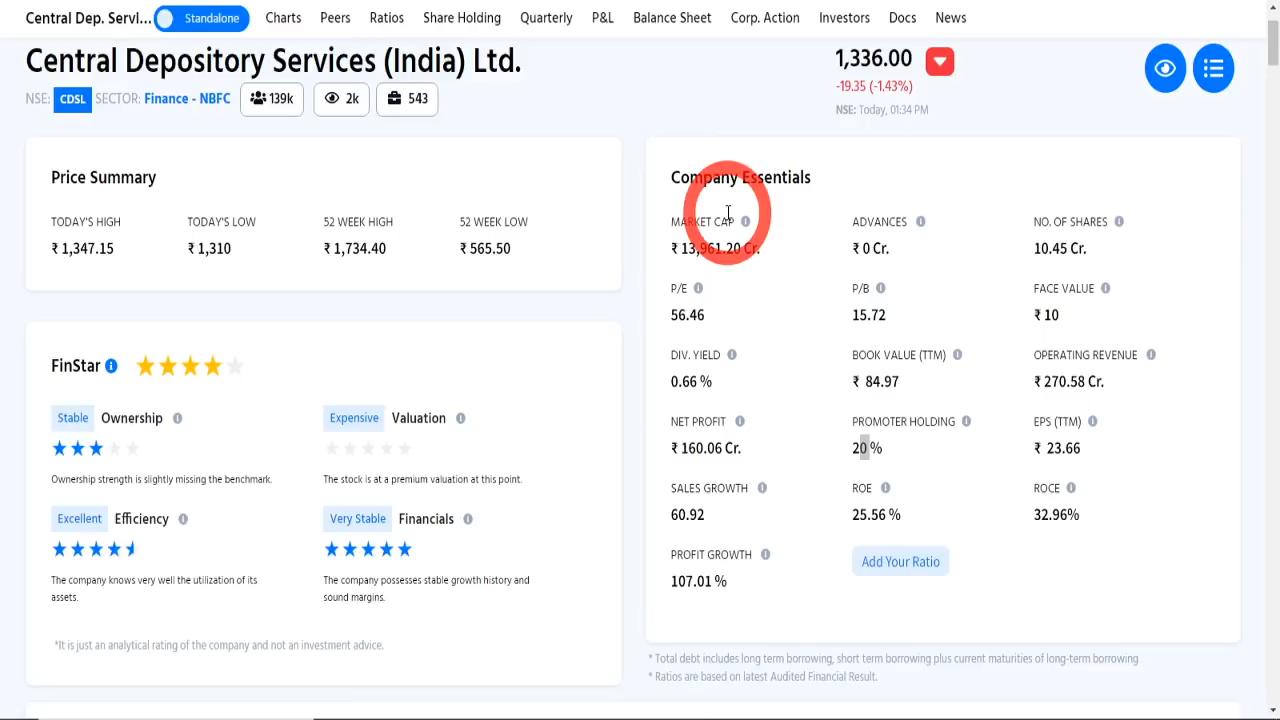 Central Dep. Servi... Standalone Charts Peers Ratios Share Holding Quarterly P&L Balance Sheet Corp. Action Investors Docs News
Central Depository Services (India) Ltd.
NSE: CDSL SECTOR: Finance - NBFC 139k 2k 543
1,336.00
-19.35 (-1.43%)
NSE: Today, 01:34 PM
Price Summary
TODAY'S HIGH TODAY'S LOW 52 WEEK HIGH 52 WEEK LOW
₹ 1,347.15 ₹ 1,310 ₹ 1,734.40 ₹ 565.50
FinStar
Stable Ownership
Ownership strength is slightly missing the benchmark.
Expensive Valuation
The stock is at a premium valuation at this point.
Excellent Efficiency
The company knows very well the utilization of its
assets.
Very Stable Financials
The company possesses stable growth history and
sound margins.
*It is just an analytical rating of the company and not an investment advice.
Company Essentials
MARKET CAP ADVANCES NO. OF SHARES
₹ 13,961.20 Cr. ₹ 0 Cr. 10.45 Cr.
P/E P/B FACE VALUE
56.46 15.72 ₹ 10
DIV. YIELD BOOK VALUE (TTM) OPERATING REVENUE
0.66 % ₹ 84.97 ₹ 270.58 Cr.
NET PROFIT PROMOTER HOLDING EPS (TTM)
₹ 160.06 Cr. 20 % ₹ 23.66
SALES GROWTH ROE ROCE
60.92 25.56 % 32.96%
PROFIT GROWTH
107.01 %
Add Your Ratio
* Total debt includes long term borrowing, short term borrowing plus current maturities of long-term borrowing
* Ratios are based on latest Audited Financial Result.